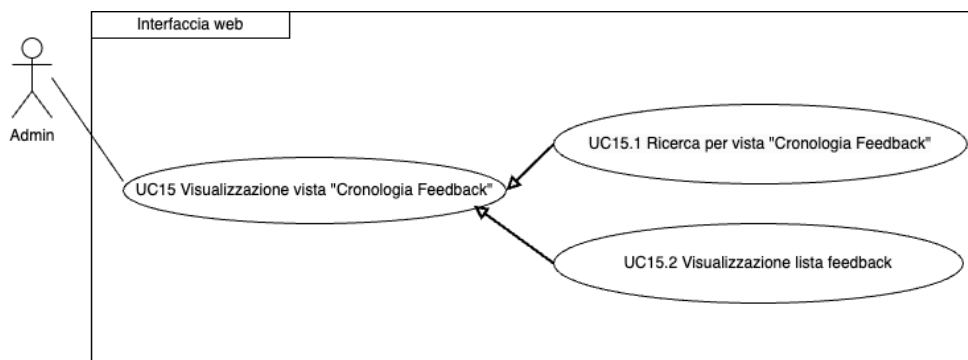 Interfaccia web
Admin
UC15.1 Ricerca per vista "Cronologia Feedback"
UC15 Visualizzazione vista "Cronologia Feedback"
UC15.2 Visualizzazione lista feedback